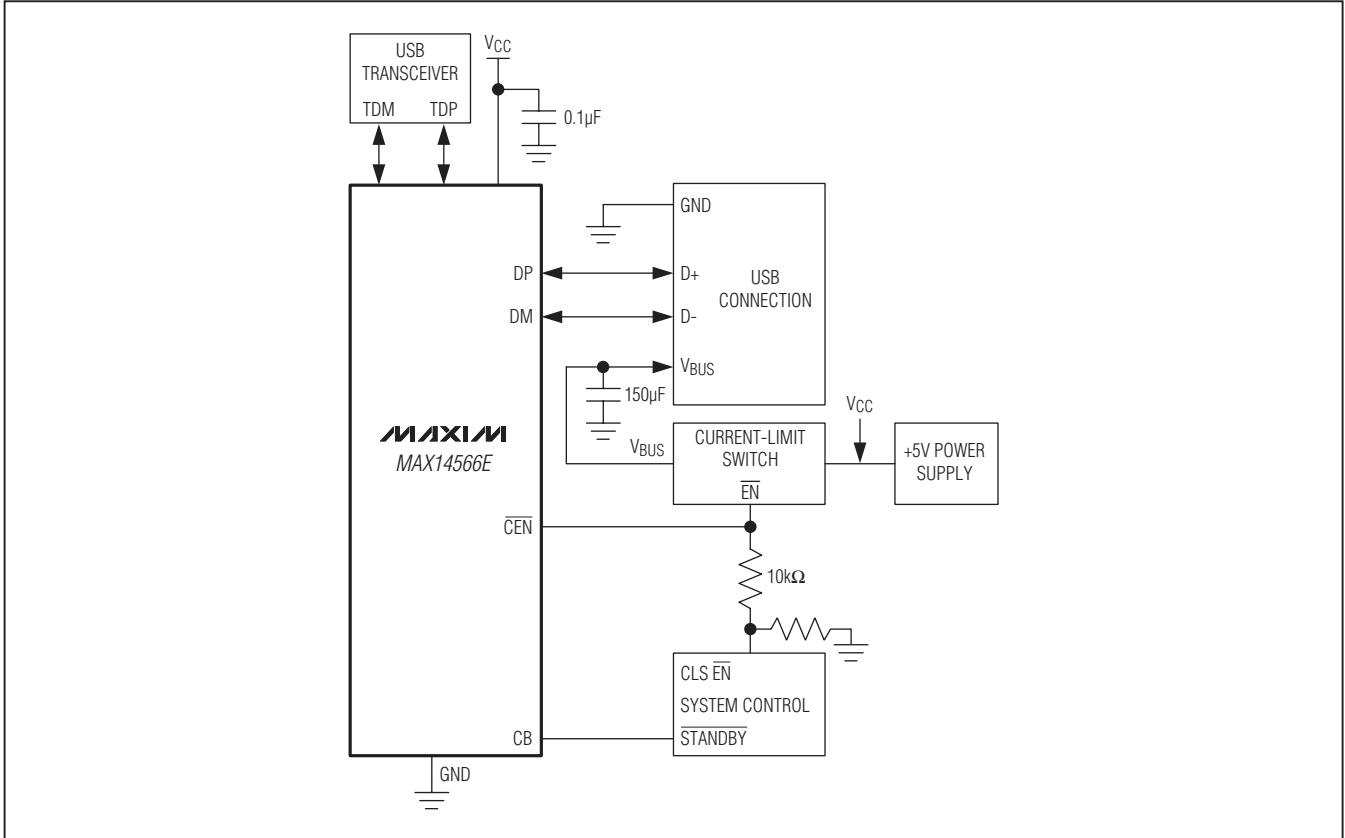 USB
TRANSCEIVER
TDM TDP
VCC
0.1µF
GND
DP
D+
USB
CONNECTION
DM
D-
VBUS
150µF
VCC
MAXIM
MAX14566E
VBUS
CURRENT-LIMIT
SWITCH
EN
+5V POWER
SUPPLY
CEN
10kΩ
CLS EN
SYSTEM CONTROL
CB
STANDBY
GND